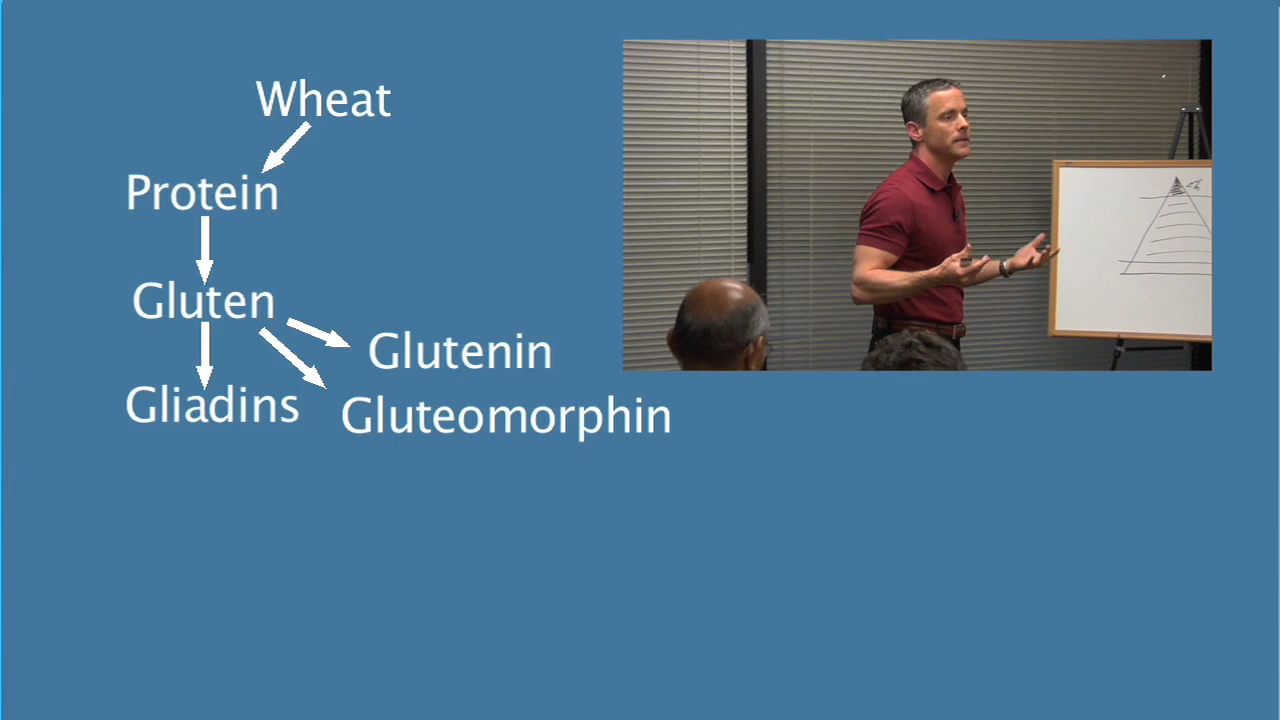 Wheat
Protein
Gluten
Glutenin
Gliadins
Gluteomorphin